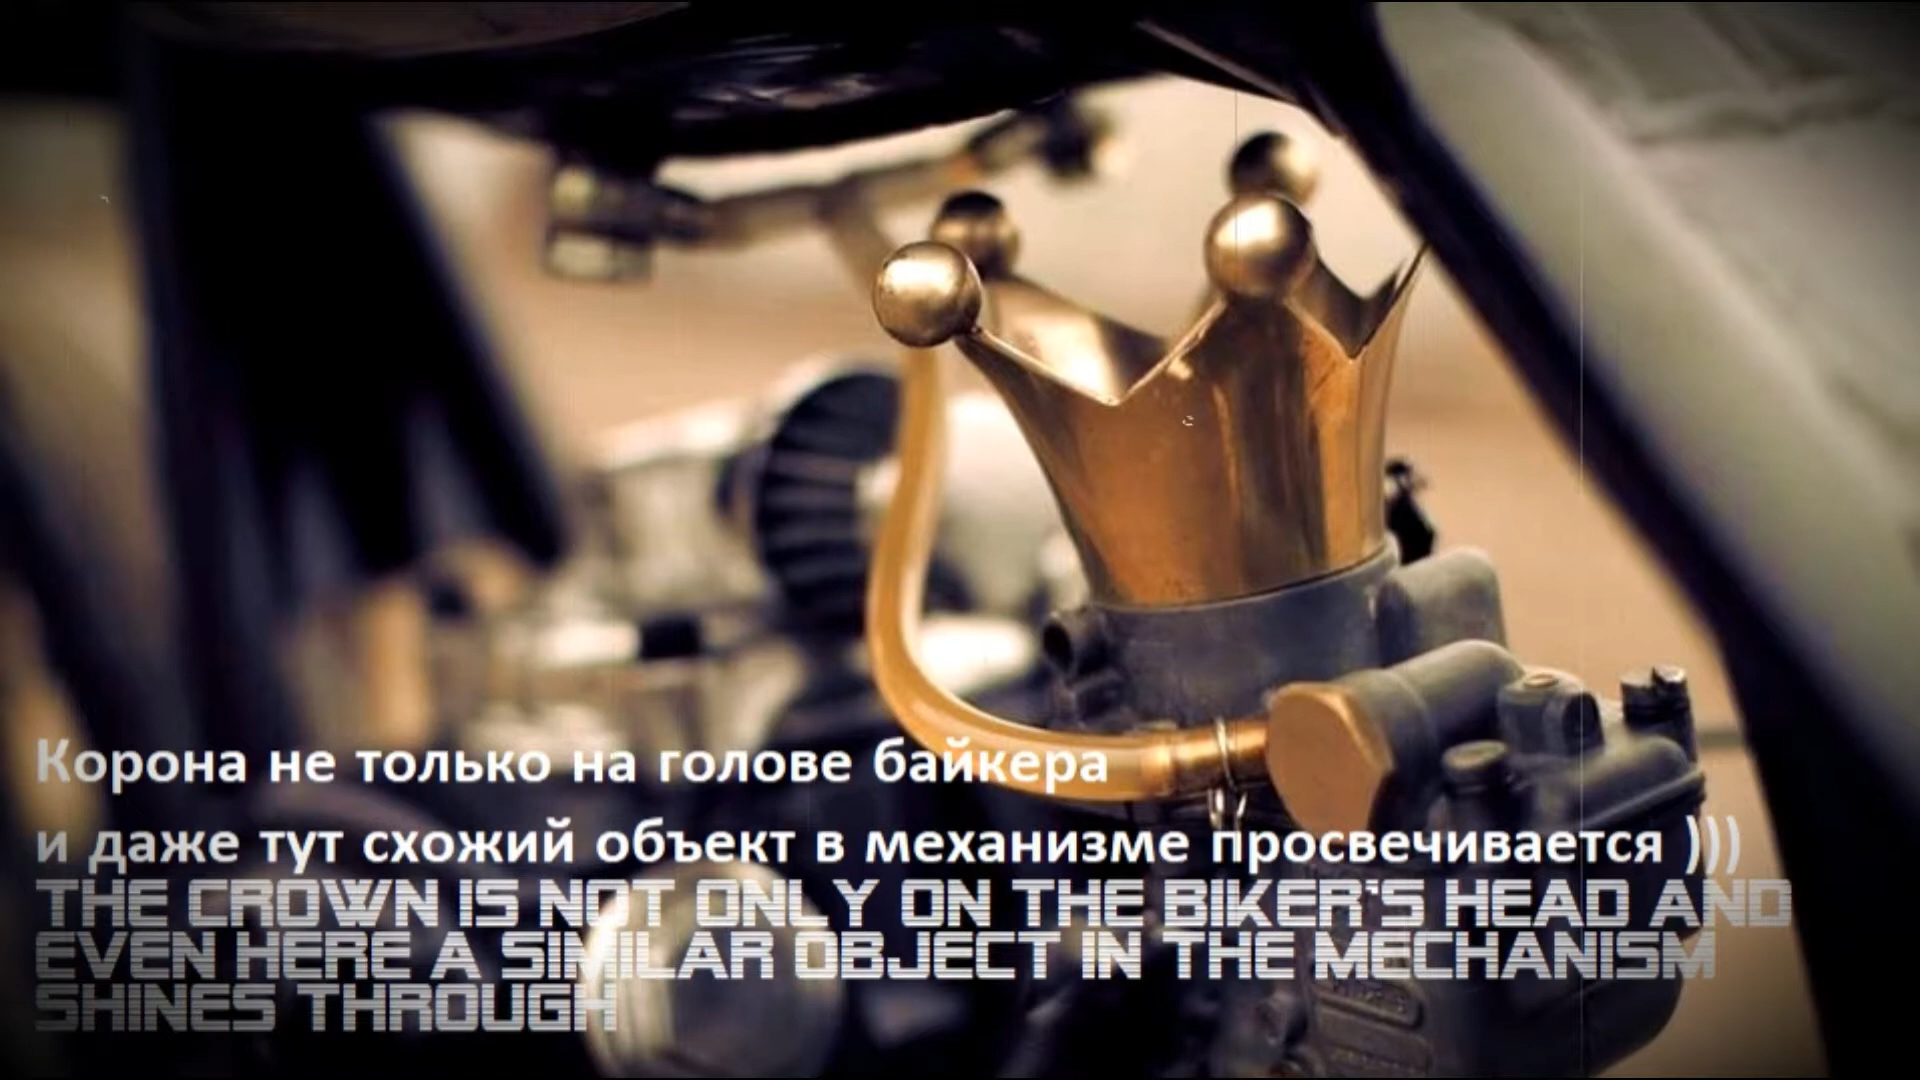 Корона не только на голове байкера
и даже тут схожий объект в механизме просвечивается )))
THE CROWN IS NOT ONLY ON THE BIKER'S HEAD AND
EVEN HERE A SIMILAR OBJECT IN THE MECHANISM
SHINES THROUGH